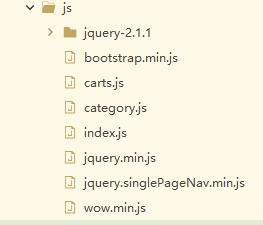 js
jquery-2.1.1
bootstrap.min.js
carts.js
category.js
index.js
jquery.min.js
jquery.singlePageNav.min.js
wow.min.js